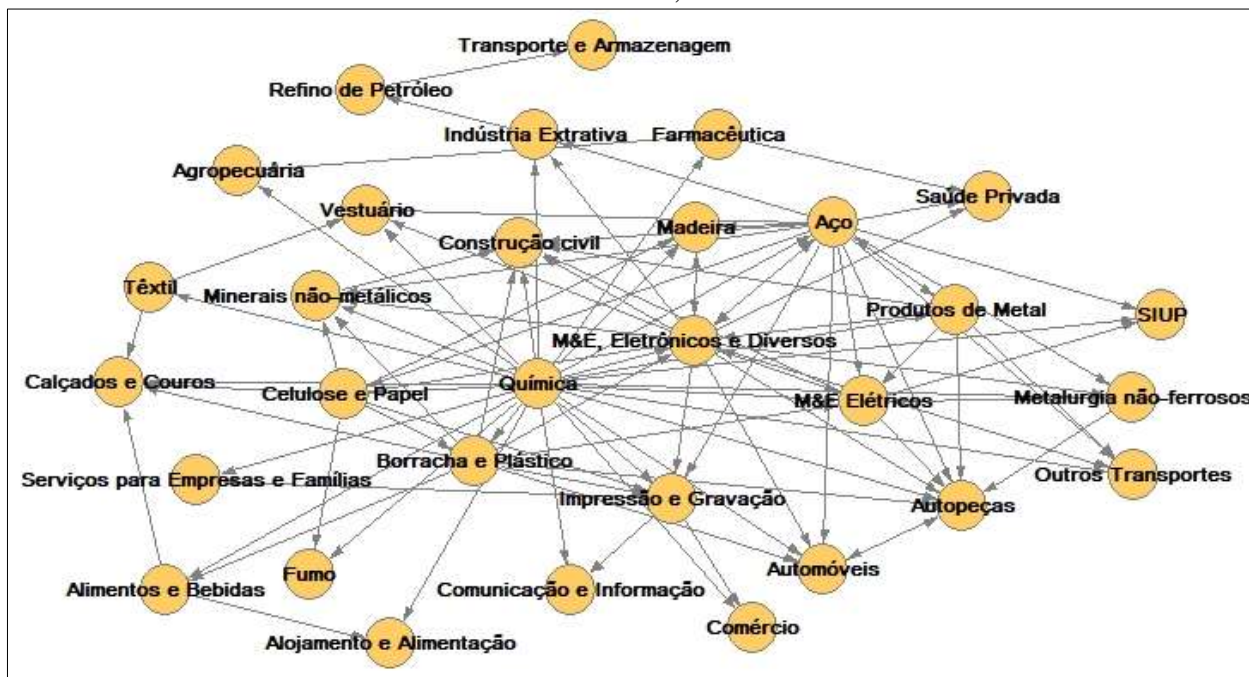 Transporte e Armazenagem
Refino de Petróleo
Indústria Extrativa
Farmacêutica
Agropecuária
Saúde Privada
Vestuário
Madeira
Aço
Construção civil
Têxtil
Minerais não-metálicos
Produtos de Metal
SIUP
M&E, Eletrônicos e Diversos
Calçados e Couros
Celulose e Papel
Química
M&E Elétricos
Metalurgia não-ferrosos
Borracha e Plástico
Serviços para Empresas e Famílias
Impressão e Gravação
Outros Transportes
Autopeças
Automóveis
Fumo
Alimentos e Bebidas
Comunicação e Informação
Comércio
Alojamento e Alimentação